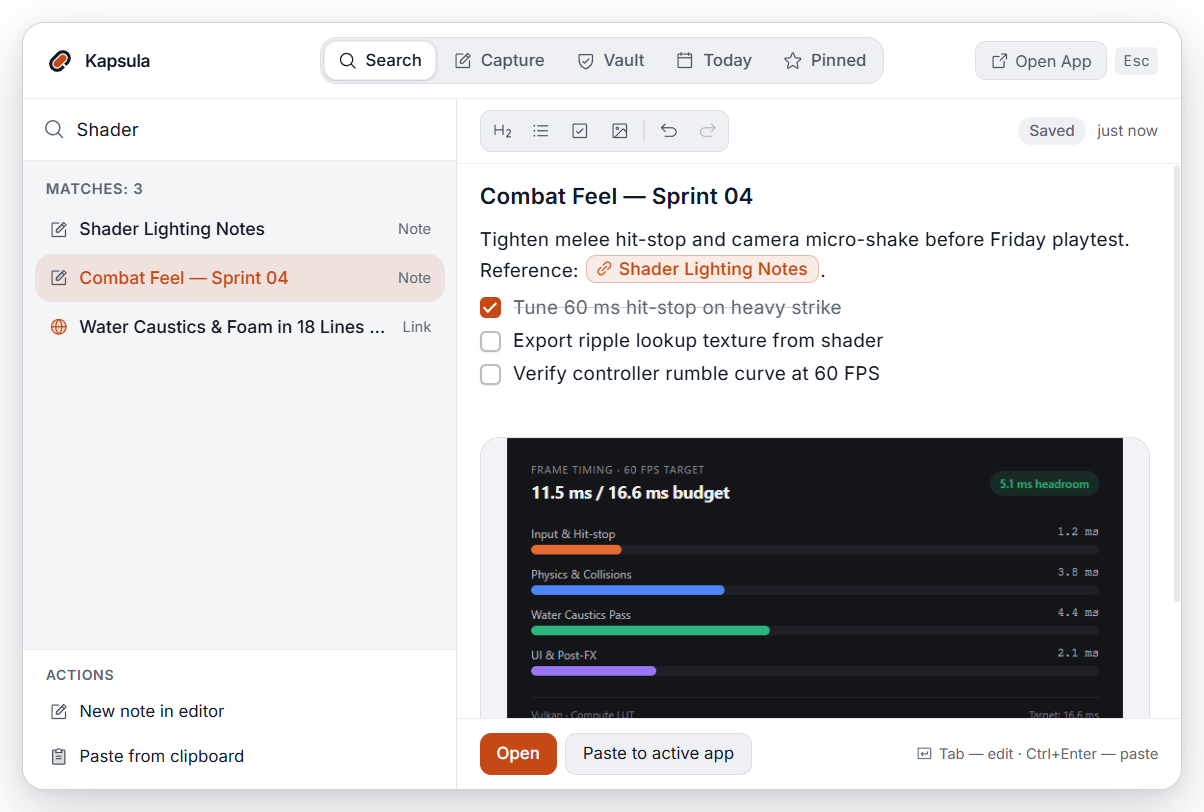 Kapsula
Search
Capture
Vault
Today
Pinned
Open App
Esc
Shader
MATCHES: 3
Shader Lighting Notes
Note
Combat Feel — Sprint 04
Note
Water Caustics & Foam in 18 Lines ...
Link
ACTIONS
New note in editor
Paste from clipboard
H2
Saved
just now
Combat Feel — Sprint 04
Tighten melee hit-stop and camera micro-shake before Friday playtest.
Reference: Shader Lighting Notes.
Tune 60 ms hit-stop on heavy strike
Export ripple lookup texture from shader
Verify controller rumble curve at 60 FPS
FRAME TIMING · 60 FPS TARGET
11.5 ms / 16.6 ms budget
5.1 ms headroom
Input & Hit-stop
1.2 ms
Physics & Collisions
3.8 ms
Water Caustics Pass
4.4 ms
UI & Post-FX
2.1 ms
Vulkan · Compute LUT
Target: 16.6 ms
Open
Paste to active app
Tab — edit · Ctrl+Enter — paste